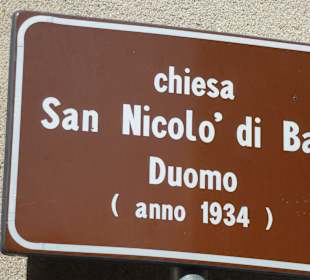 chiesa
San Nicolo' di Ba
Duomo
( anno 1934 )